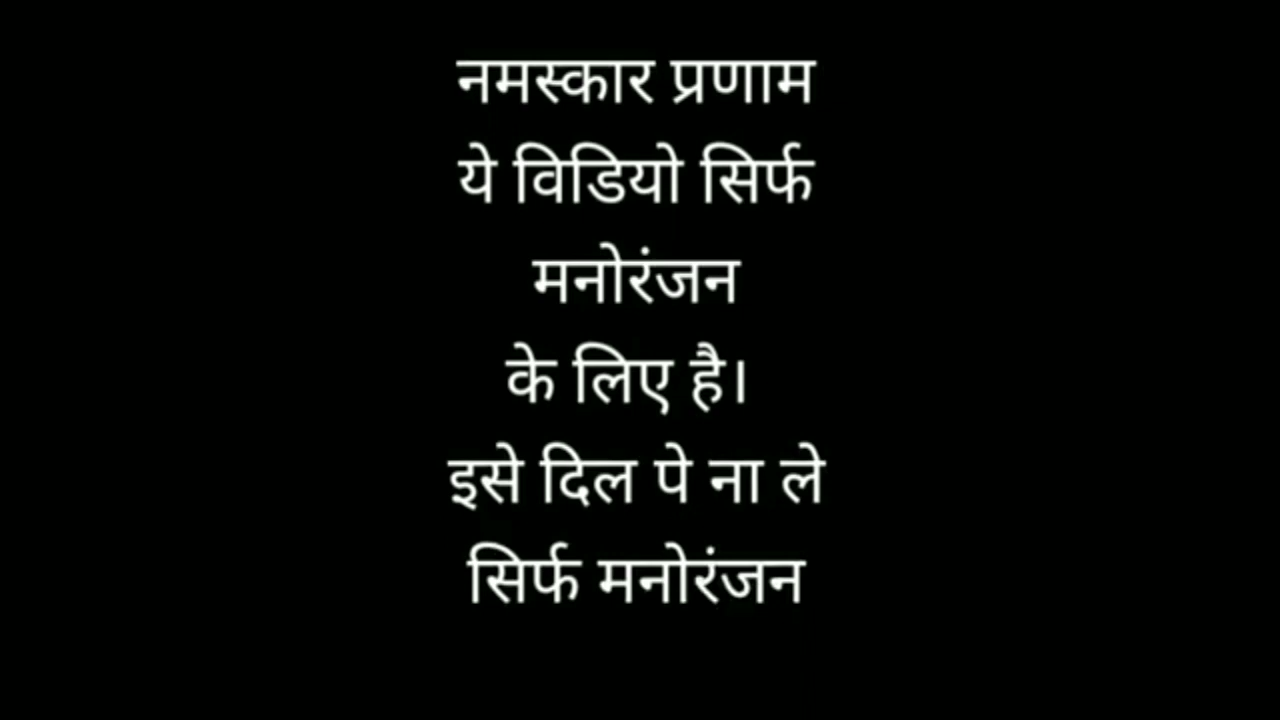 नमस्कार प्रणाम
ये विडियो सिर्फ
मनोरंजन
के लिए है।
इसे दिल पे ना ले
सिर्फ मनोरंजन